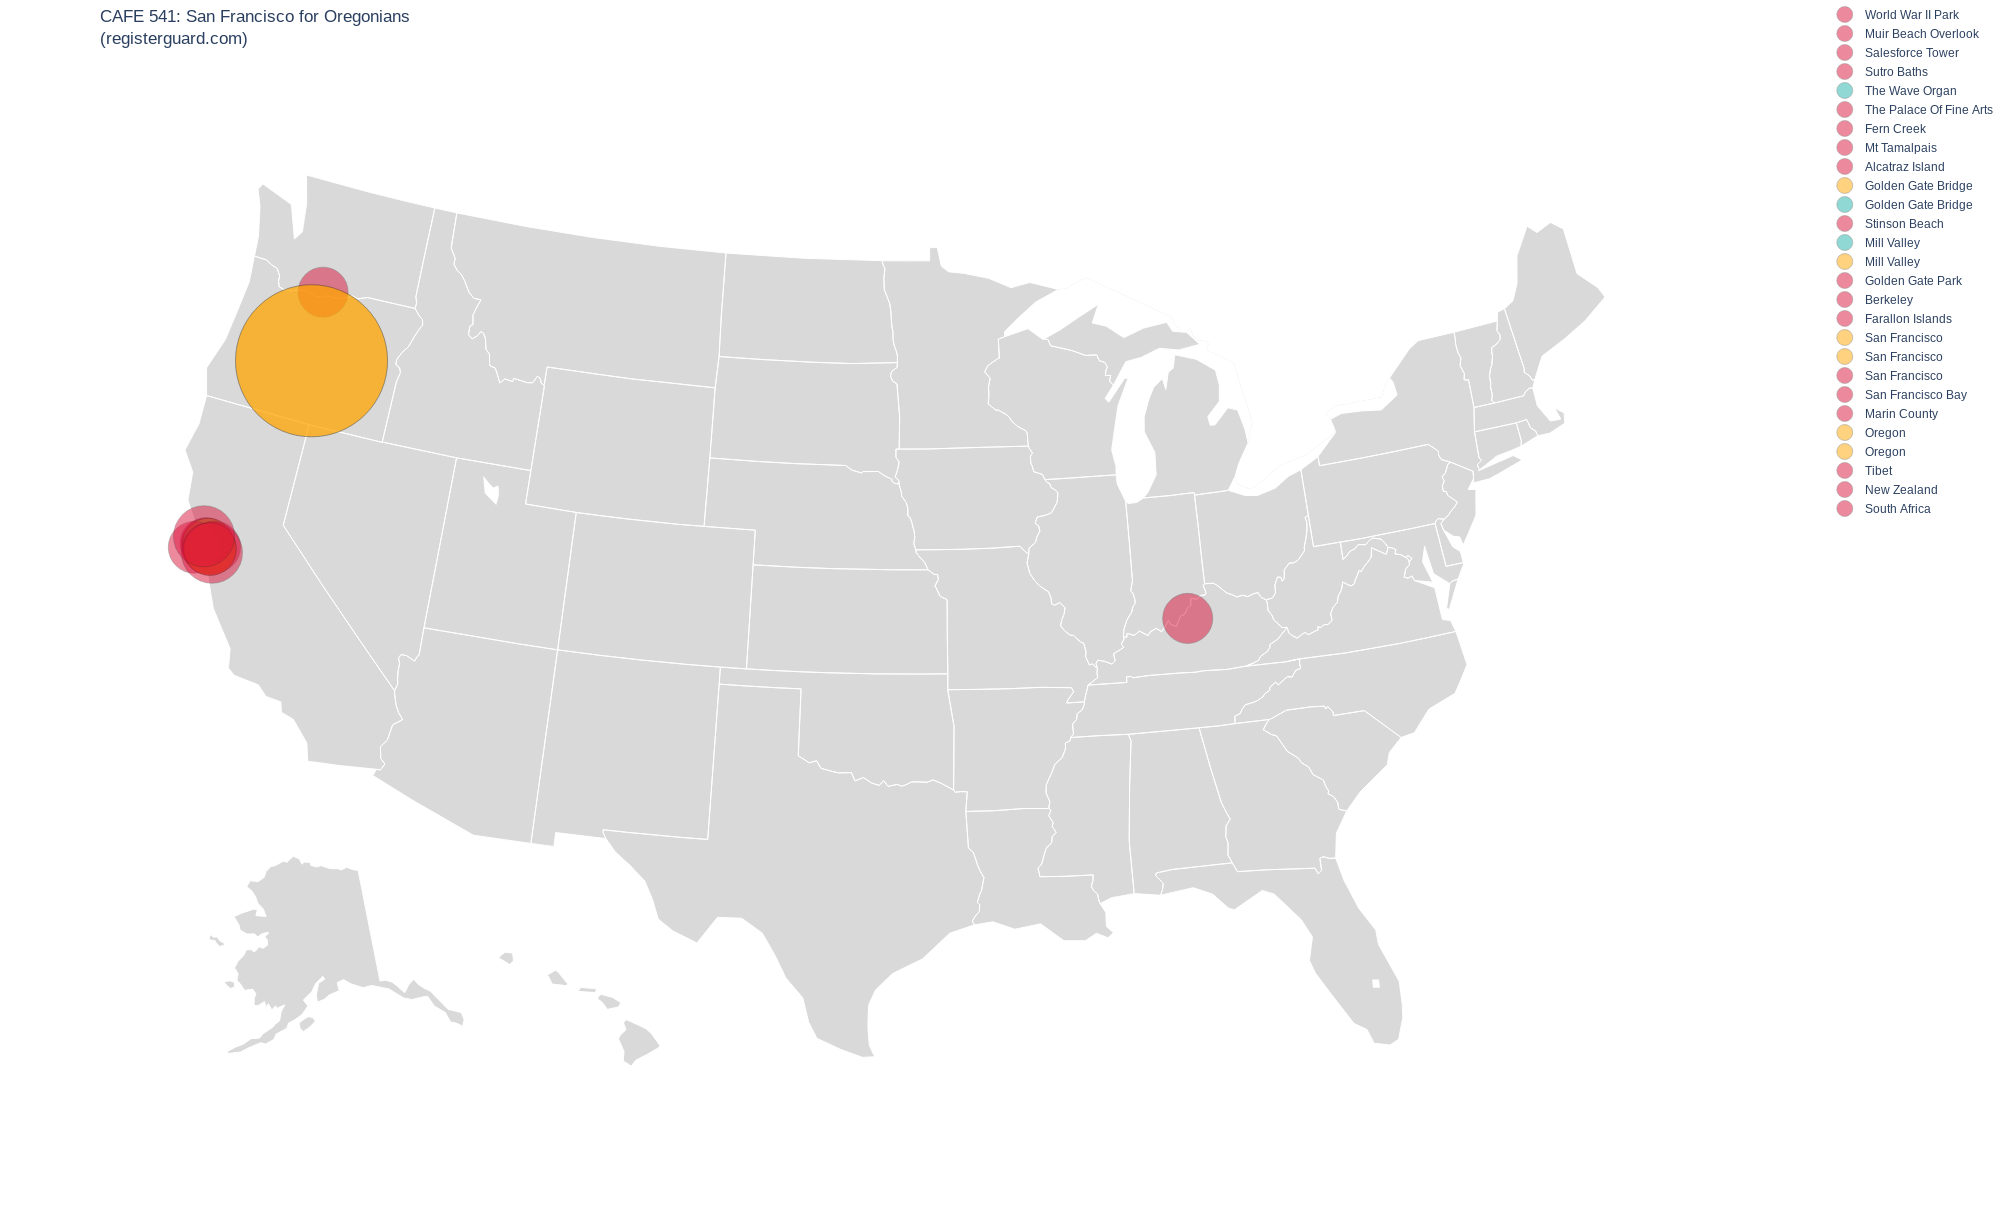 CAFE 541: San Francisco for Oregonians
(registerguard.com)
World War II Park
Muir Beach Overlook
Salesforce Tower
Sutro Baths
The Wave Organ
The Palace Of Fine Arts
Fern Creek
Mt Tamalpais
Alcatraz Island
Golden Gate Bridge
Golden Gate Bridge
Stinson Beach
Mill Valley
Mill Valley
Golden Gate Park
Berkeley
Farallon Islands
San Francisco
San Francisco
San Francisco
San Francisco Bay
Marin County
Oregon
Oregon
Tibet
New Zealand
South Africa